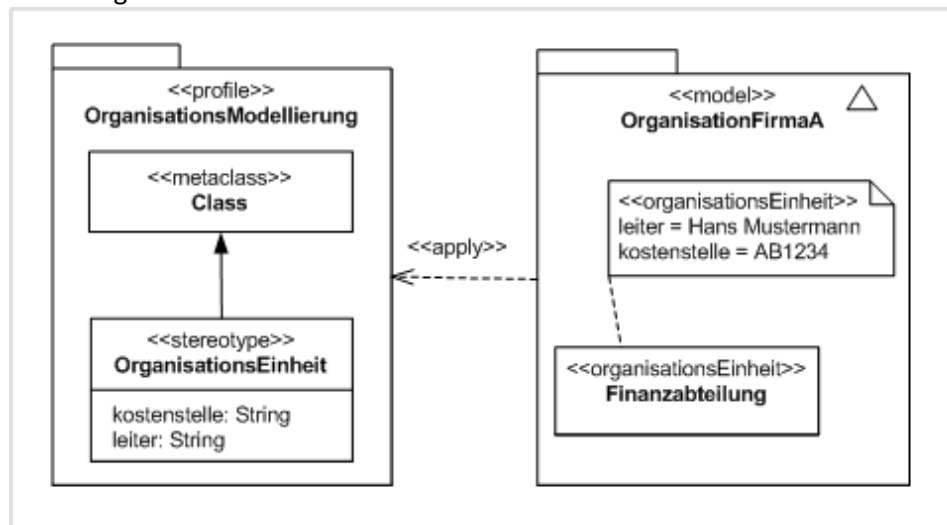 <<profile>>
OrganisationsModellierung
<<metaclass>>
Class
<<stereotype>>
OrganisationsEinheit
kostenstelle: String
leiter: String
<<apply>>
<<model>>
OrganisationFirmaA
<<organisationsEinheit>>
leiter = Hans Mustermann
kostenstelle = AB1234
<<organisationsEinheit>>
Finanzabteilung